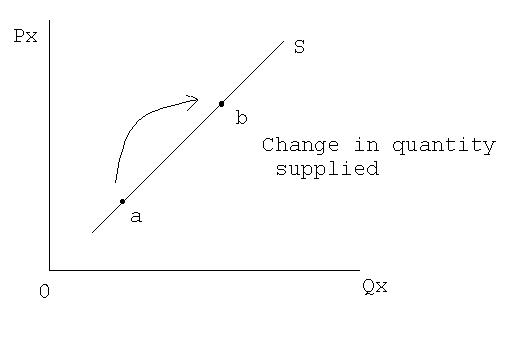 Px
S
b
Change in quantity
supplied
a
0
Qx